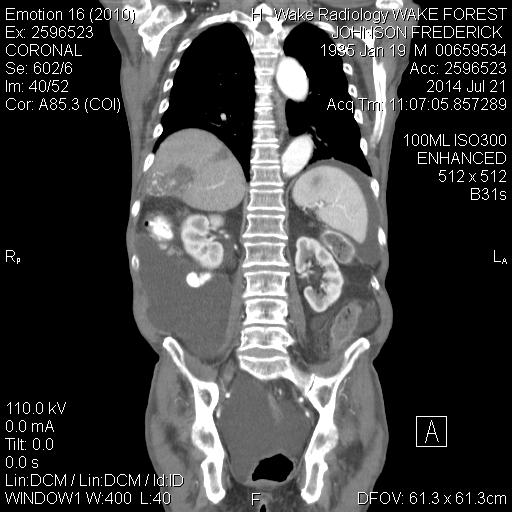 Emotion 16 (2010)
Ex: 2596523
CORONAL
Se: 602/6
Im: 40/52
Cor: A85.3 (COI)
H Wake Radiology WAKE FOREST
JOHNSON FREDERICK
1935 Jan 19 M 00659534
Acc: 2596523
2014 Jul 21
Acq Tm: 11:07:05.857289
100ML ISO300
ENHANCED
512 x 512
B31s
RP
LA
110.0 kV
0.0 mA
Tilt: 0.0
0.0 s
Lin:DCM / Lin:DCM / Id:ID
WINDOW1 W:400 L:40
A
F
DFOV: 61.3 x 61.3cm